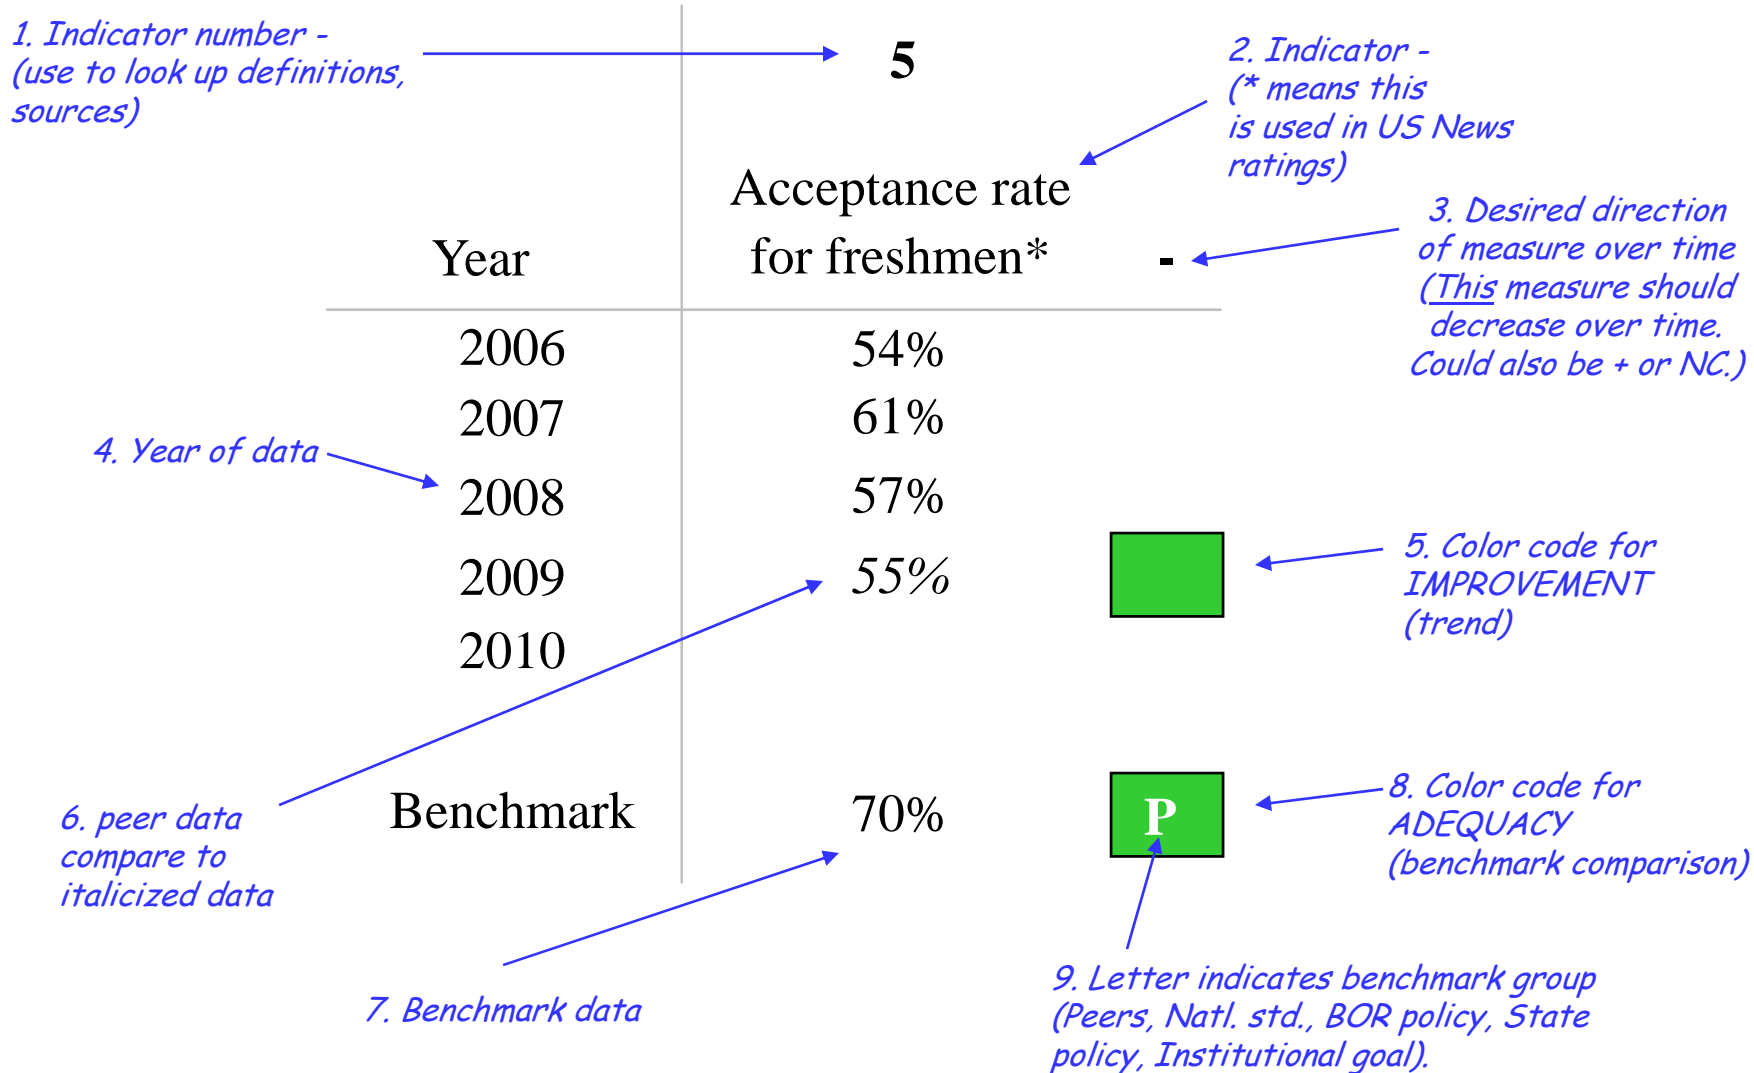 1. Indicator number -
(use to look up definitions,
sources)
5
2. Indicator -
(* means this
is used in US News
ratings)
Acceptance rate
for freshmen*
Year
-
3. Desired direction
of measure over time
(This measure should
decrease over time.
Could also be + or NC.)
2006 54%
2007 61%
4. Year of data
2008 57%
2009 55%
5. Color code for
IMPROVEMENT
(trend)
2010
6. peer data
compare to
italicized data
Benchmark 70% P
8. Color code for
ADEQUACY
(benchmark comparison)
7. Benchmark data
9. Letter indicates benchmark group
(Peers, Natl. std., BOR policy, State
policy, Institutional goal).